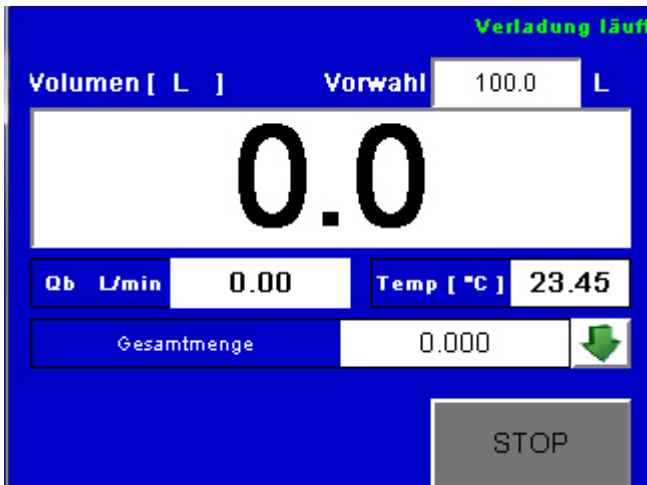 Verladung läuf
Volumen [ L ] Vorwahl 100.0 L
0.0
Qb L/min 0.00 Temp [ °C ] 23.45
Gesamtmenge 0.000
STOP